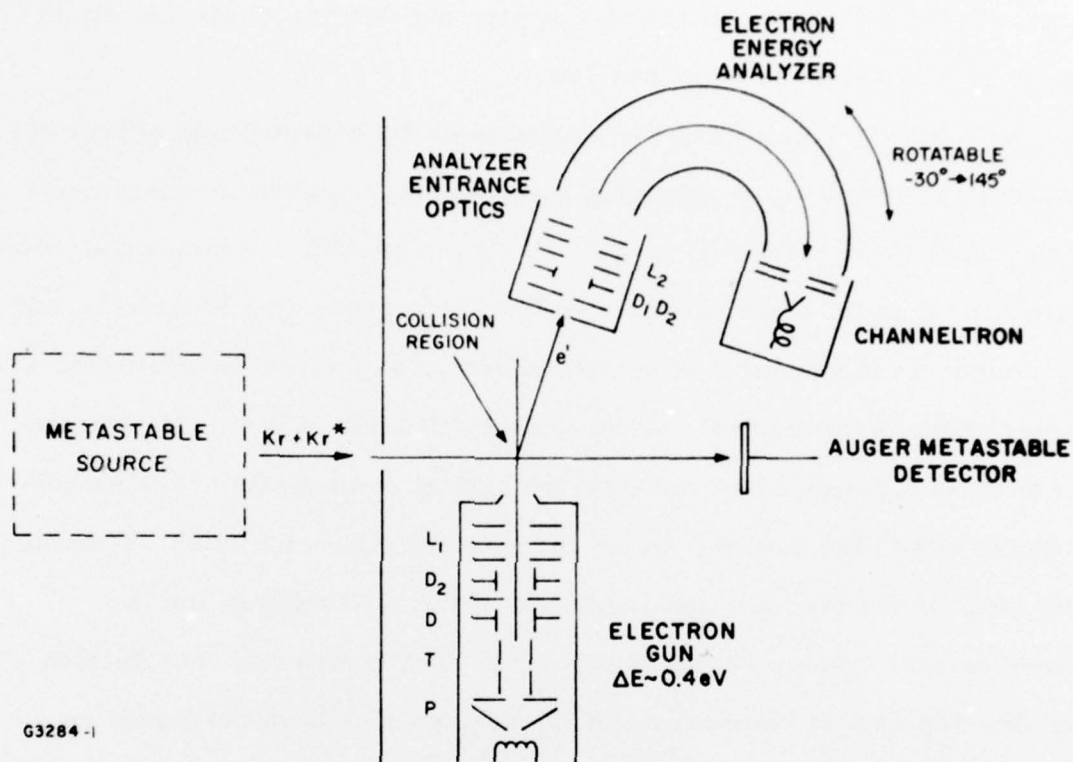 ELECTRON
ENERGY
ANALYZER
ANALYZER
ENTRANCE
OPTICS
ROTATABLE
-30°→145°
L₂
D₁ D₂
COLLISION
REGION
e'
CHANNELTRON
METASTABLE
SOURCE
Kr + Kr*
AUGER METASTABLE
DETECTOR
L₁
D₂
D
T
P
ELECTRON
GUN
ΔE~0.4eV
G3284-1